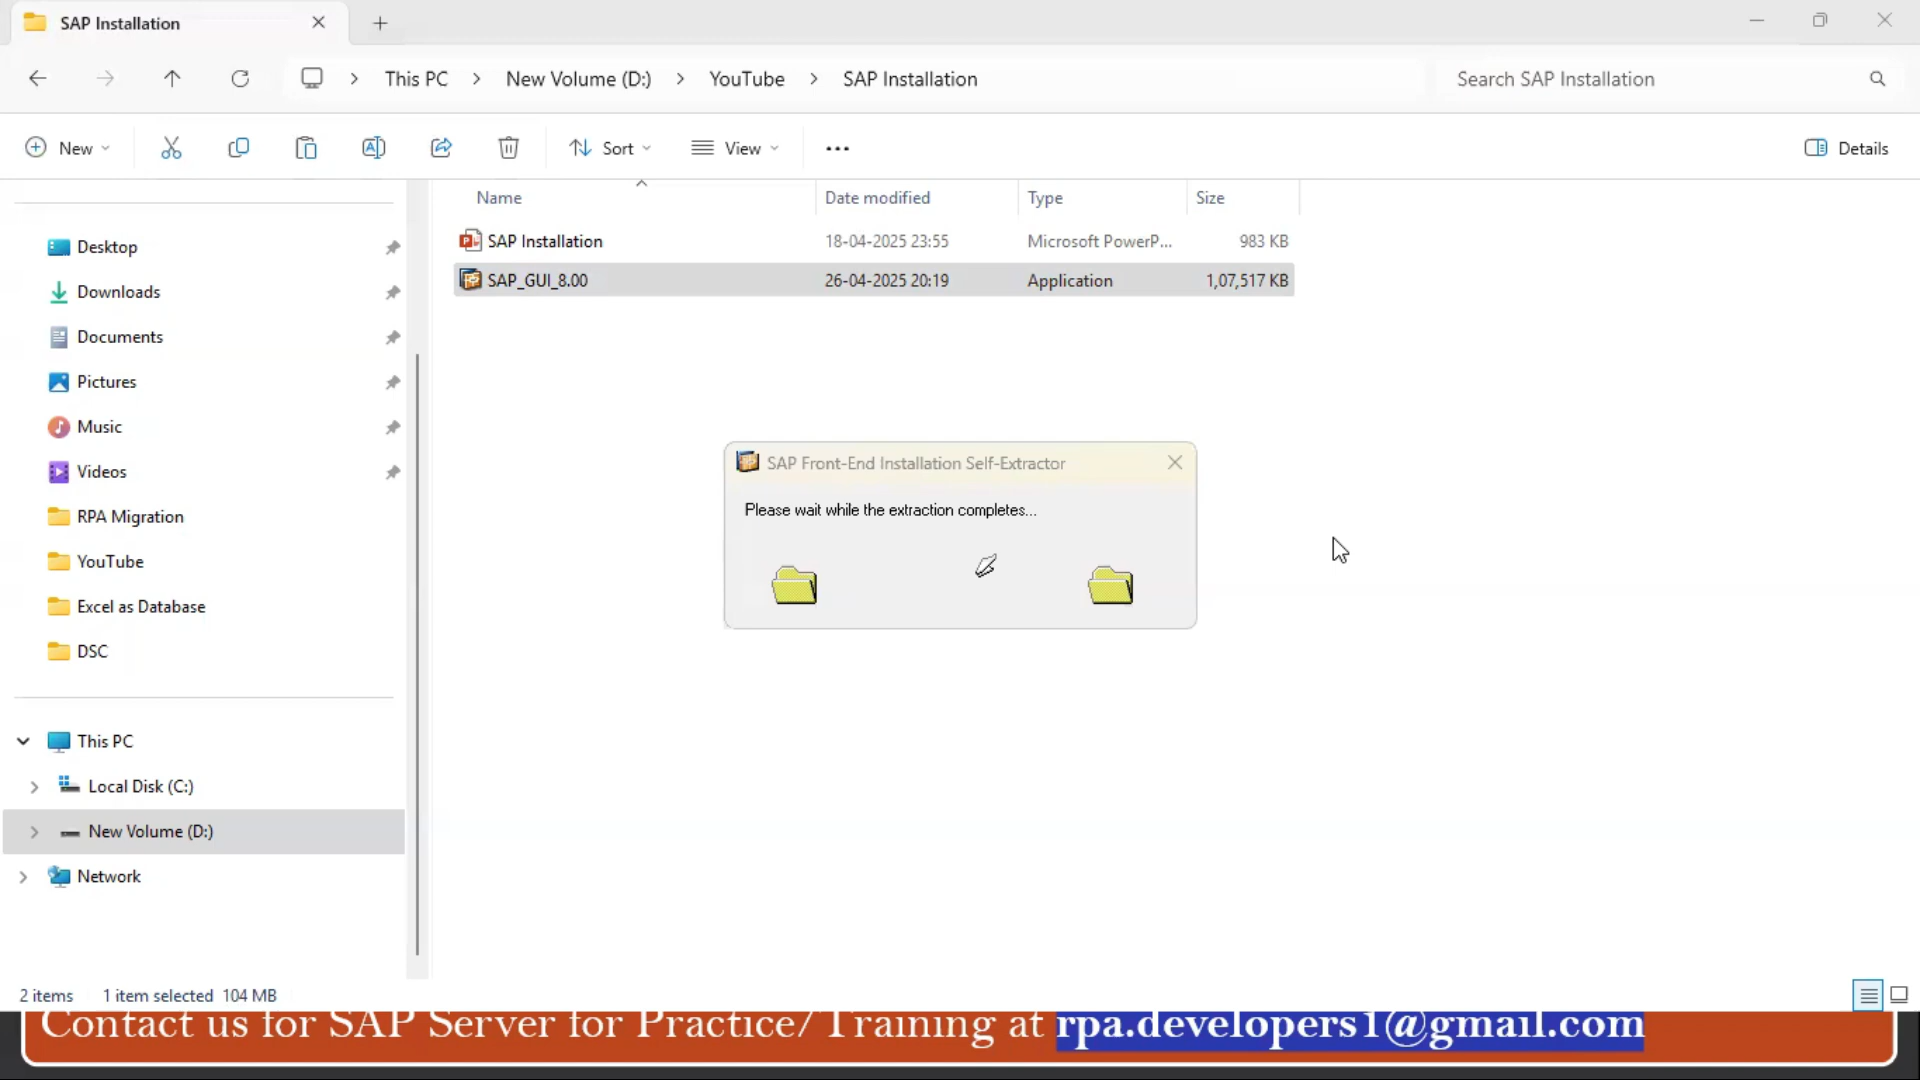 SAP Installation
This PC
New Volume (D:)
YouTube
SAP Installation
Search SAP Installation
New
Sort
View
Details
Name
Date modified
Type
Size
SAP Installation
18-04-2025 23:55
Microsoft PowerP...
983 KB
SAP_GUI_8.00
26-04-2025 20:19
Application
1,07,517 KB
Desktop
Downloads
Documents
Pictures
Music
Videos
RPA Migration
YouTube
Excel as Database
DSC
This PC
Local Disk (C:)
New Volume (D:)
Network
SAP Front-End Installation Self-Extractor
Please wait while the extraction completes...
2 items
1 item selected 104 MB
Contact us for SAP Server for Practice/Training at rpa.developers1@gmail.com